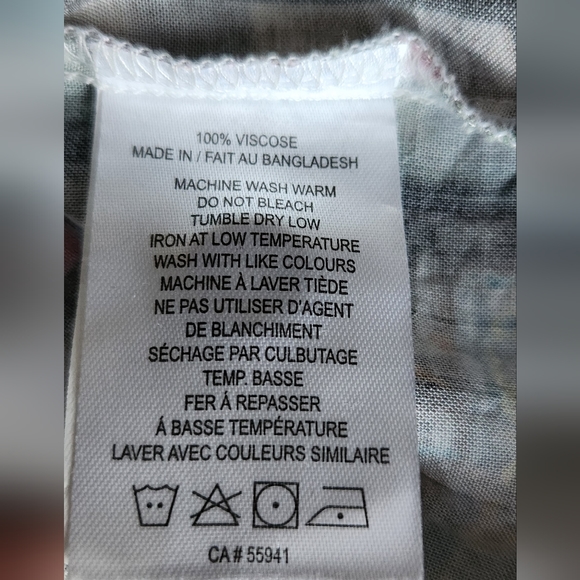 100% VISCOSE
MADE IN / FAIT AU BANGLADESH
MACHINE WASH WARM
DO NOT BLEACH
TUMBLE DRY LOW
IRON AT LOW TEMPERATURE
WASH WITH LIKE COLOURS
MACHINE À LAVER TIÈDE
NE PAS UTILISER D'AGENT
DE BLANCHIMENT
SÉCHAGE PAR CULBUTAGE
TEMP. BASSE
FER Á REPASSER
Á BASSE TEMPÉRATURE
LAVER AVEC COULEURS SIMILAIRE
CA# 55941